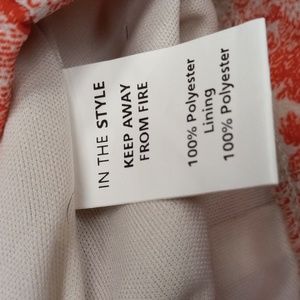 IN THE STYLE
KEEP AWAY
FROM FIRE
100% Polyester
Lining
100% Polyester